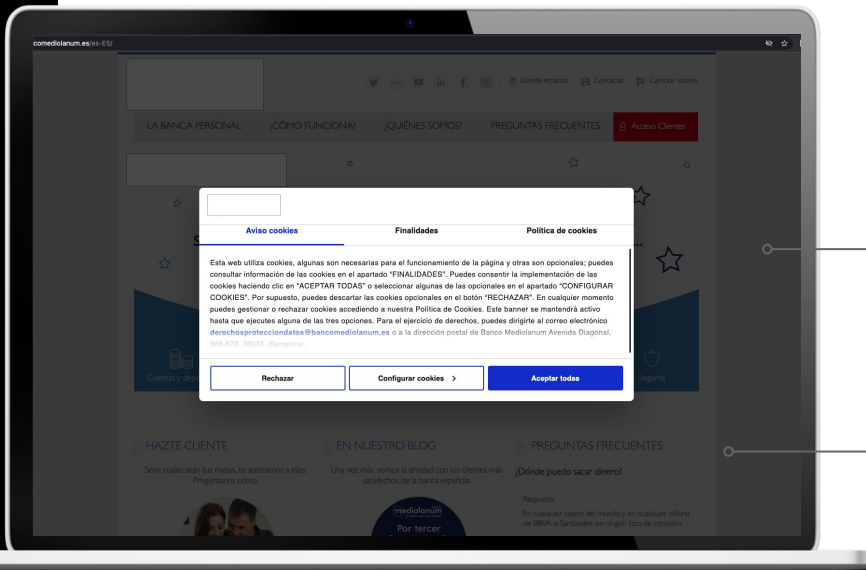 comediolanum.es/es-ES/
Dónde estamos
Contactar
Cambiar idioma
LA BANCA PERSONAL
¿CÓMO FUNCIONA?
¿QUIÉNES SOMOS?
PREGUNTAS FRECUENTES
Acceso Clientes
Aviso cookies
Finalidades
Política de cookies
Esta web utiliza cookies, algunas son necesarias para el funcionamiento de la página y otras son opcionales; puedes
consultar información de las cookies en el apartado “FINALIDADES”. Puedes consentir la implementación de las
cookies haciendo clic en “ACEPTAR TODAS” o seleccionar algunas de las opcionales en el apartado “CONFIGURAR
COOKIES”. Por supuesto, puedes descartar las cookies opcionales en el botón “RECHAZAR”. En cualquier momento
puedes gestionar o rechazar cookies accediendo a nuestra Política de Cookies. Este banner se mantendrá activo
hasta que ejecutes alguna de las tres opciones. Para el ejercicio de derechos, puedes dirigirte al correo electrónico
derechosprotecciondatos@bancomediolanum.es o a la dirección postal de Banco Mediolanum Avenida Diagonal,
668-670, 08034, Barcelona.
Rechazar
Configurar cookies >
Aceptar todas
Cuentas y depó
Seguros
HAZTE CLIENTE
Sean cuales sean tus metas, te acercamos a ellas.
Pregúntanos cómo
EN NUESTRO BLOG
Una vez más, somos la entidad con los clientes más
satisfechos de la banca española
mediolanum
Por tercer
PREGUNTAS FRECUENTES
¿Dónde puedo sacar dinero?
Respuesta:
En cualquier cajero del mundo y en cualquier oficina
de BBVA o Santander, sin ningún tipo de comisión